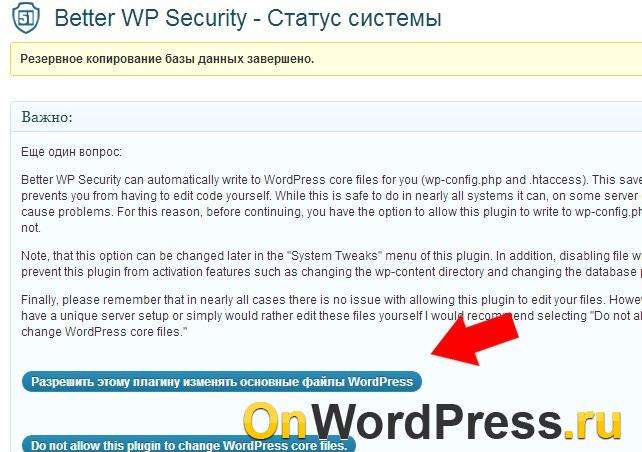 Better WP Security - Статус системы
Резервное копирование базы данных завершено.
Важно:
Еще один вопрос:
Better WP Security can automatically write to WordPress core files for you (wp-config.php and .htaccess). This
prevents you from having to edit code yourself. While this is safe to do in nearly all systems it can, on some server
cause problems. For this reason, before continuing, you have the option to allow this plugin to write to
not.
Note, that this option can be changed later in the "System Tweaks" menu of this plugin. In addition, disabling file
prevent this plugin from activation features such as changing the wp-content directory and changing the database
Finally, please remember that in nearly all cases there is no issue with allowing this plugin to edit your files.
have a unique server setup or simply would rather edit these files yourself I would recommend selecting "Do not
change WordPress core files."
Разрешить этому плагину изменять основные файлы WordPress
OnWordPress.ru
Do not allow this plugin to change WordPress core files.